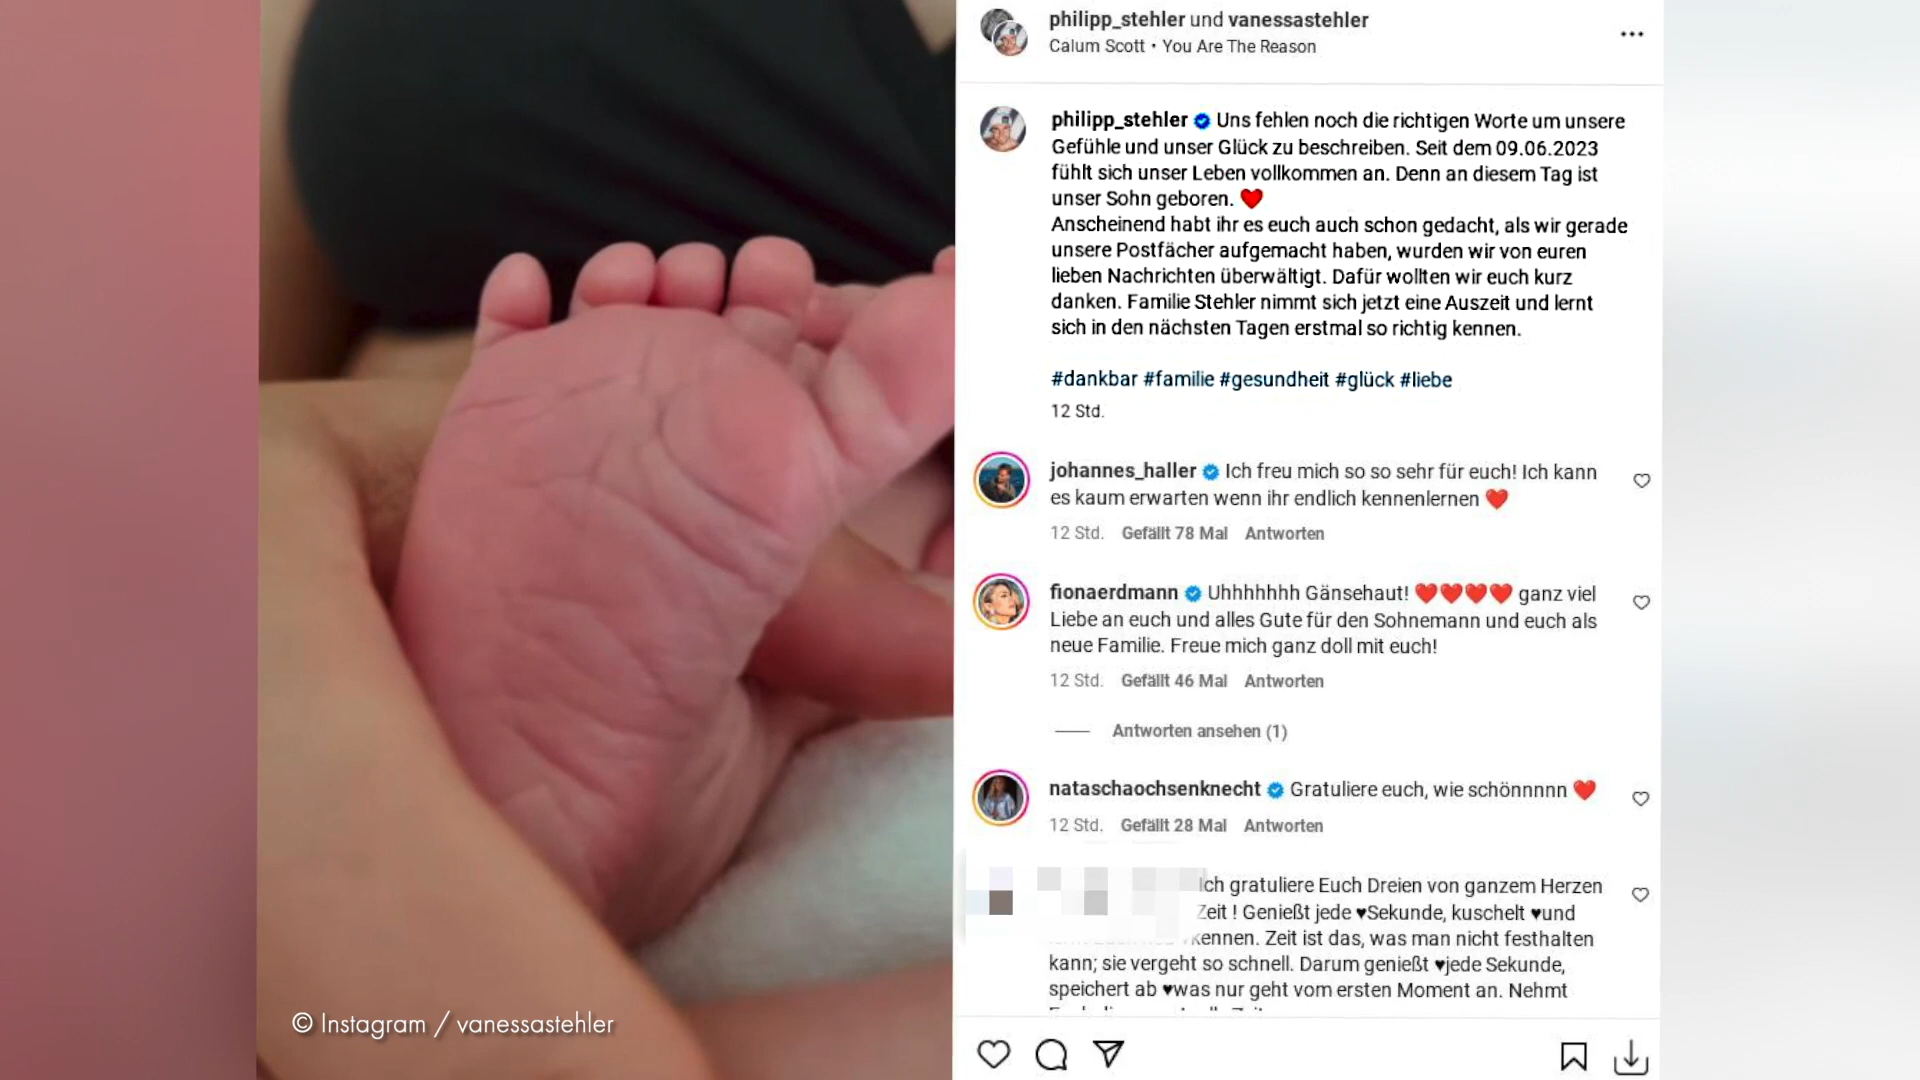 philipp_stehler und vanessastehler
Calum Scott • You Are The Reason
philipp_stehler Uns fehlen noch die richtigen Worte um unsere
Gefühle und unser Glück zu beschreiben. Seit dem 09.06.2023
fühlt sich unser Leben vollkommen an. Denn an diesem Tag ist
unser Sohn geboren. ❤️
Anscheinend habt ihr es euch auch schon gedacht, als wir gerade
unsere Postfächer aufgemacht haben, wurden wir von euren
lieben Nachrichten überwältigt. Dafür wollten wir euch kurz
danken. Familie Stehler nimmt sich jetzt eine Auszeit und lernt
sich in den nächsten Tagen erstmal so richtig kennen.
#dankbar #familie #gesundheit #glück #liebe
12 Std.
johannes_haller Ich freu mich so so sehr für euch! Ich kann
es kaum erwarten wenn ihr endlich kennenlernen ❤️
12 Std. Gefällt 78 Mal Antworten
fionaerdmann Uhhhhhhh Gänsehaut! ❤️❤️❤️❤️ ganz viel
Liebe an euch und alles Gute für den Sohnemann und euch als
neue Familie. Freue mich ganz doll mit euch!
12 Std. Gefällt 46 Mal Antworten
Antworten ansehen (1)
nataschaochsenknecht Gratuliere euch, wie schönnnnn ❤️
12 Std. Gefällt 28 Mal Antworten
Ich gratuliere Euch Dreien von ganzem Herzen
Zeit ! Genießt jede ♥Sekunde, kuschelt ♥und
kennen. Zeit ist das, was man nicht festhalten
kann; sie vergeht so schnell. Darum genießt ♥jede Sekunde,
speichert ab ♥was nur geht vom ersten Moment an. Nehmt
© Instagram / vanessastehler